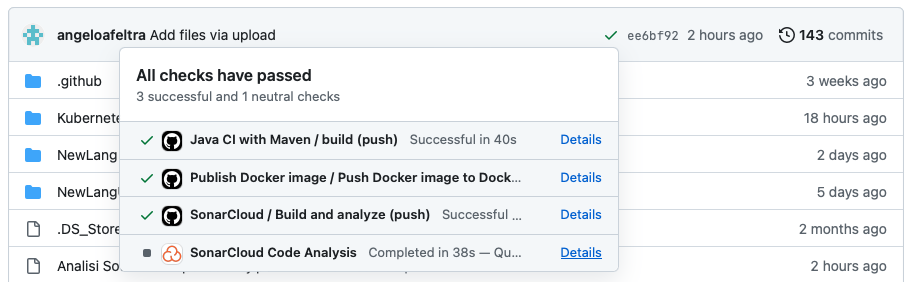 angeloafeltra Add files via upload ee6bf92 2 hours ago 143 commits
All checks have passed
3 successful and 1 neutral checks
.github 3 weeks ago
Java CI with Maven / build (push) Successful in 40s Details
Kubernete 18 hours ago
NewLang 2 days ago
Publish Docker image / Push Docker image to Dock... Details
NewLang 5 days ago
SonarCloud / Build and analyze (push) Successful ... Details
.DS_Store 2 months ago
SonarCloud Code Analysis Completed in 38s — Qu... Details
Analisi So 2 hours ago